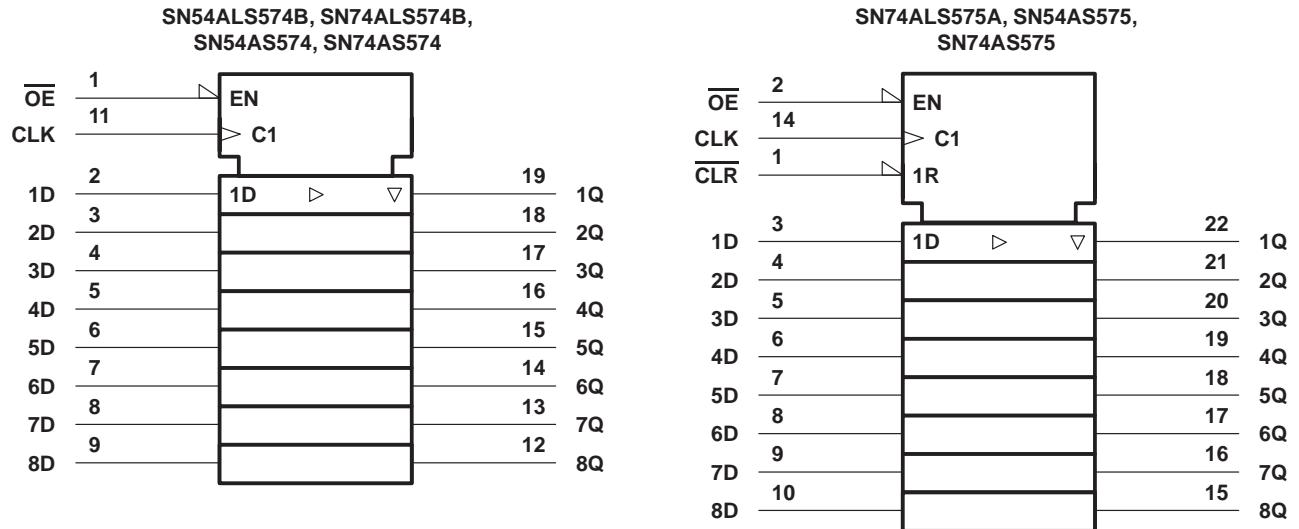 SN54ALS574B, SN74ALS574B,
SN54AS574, SN74AS574
OE
1
EN
CLK
11
C1
1D
2
1D
19
1Q
2D
3
18
2Q
3D
4
17
3Q
4D
5
16
4Q
5D
6
15
5Q
6D
7
14
6Q
7D
8
13
7Q
8D
9
12
8Q
SN74ALS575A, SN54AS575,
SN74AS575
OE
2
EN
CLK
14
C1
CLR
1
1R
1D
3
1D
22
1Q
2D
4
21
2Q
3D
5
20
3Q
4D
6
19
4Q
5D
7
18
5Q
6D
8
17
6Q
7D
9
16
7Q
8D
10
15
8Q